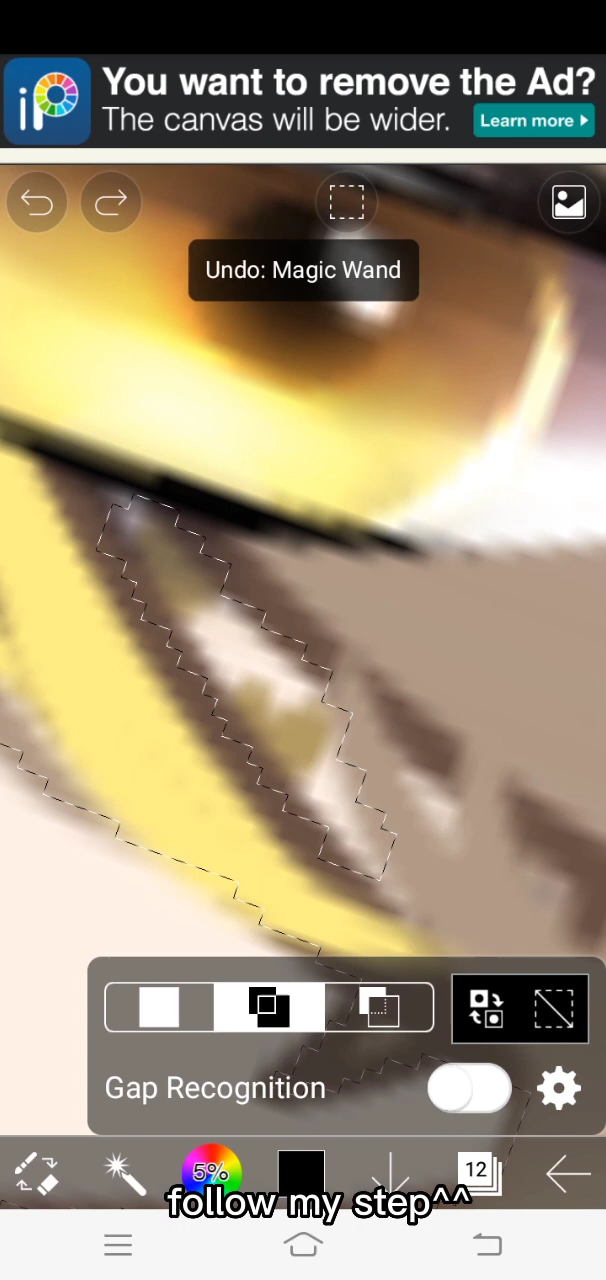 iP
You want to remove the Ad?
The canvas will be wider.
Learn more
Undo: Magic Wand
Gap Recognition
5%
12
follow my step^^